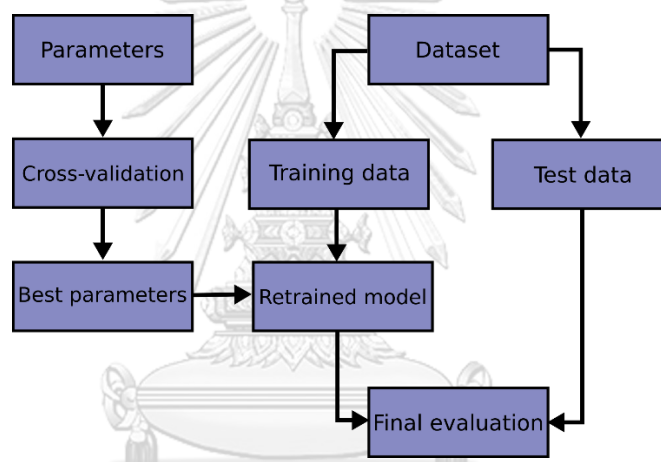 Parameters
Dataset
Cross-validation
Training data
Test data
Best parameters
Retrained model
Final evaluation